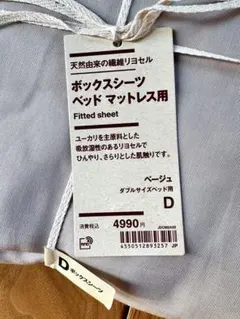 天然由来の繊維リヨセル
ボックスシーツ
ベッド マットレス用
Fitted sheet
ユーカリを主原料とした
吸放湿性のあるリヨセルで
ひんやり、さらりとした肌触りです。
ベージュ
ダブルサイズベッド用
D
消費税込 4990円
4550512893257 JP
D ボックスシーツ